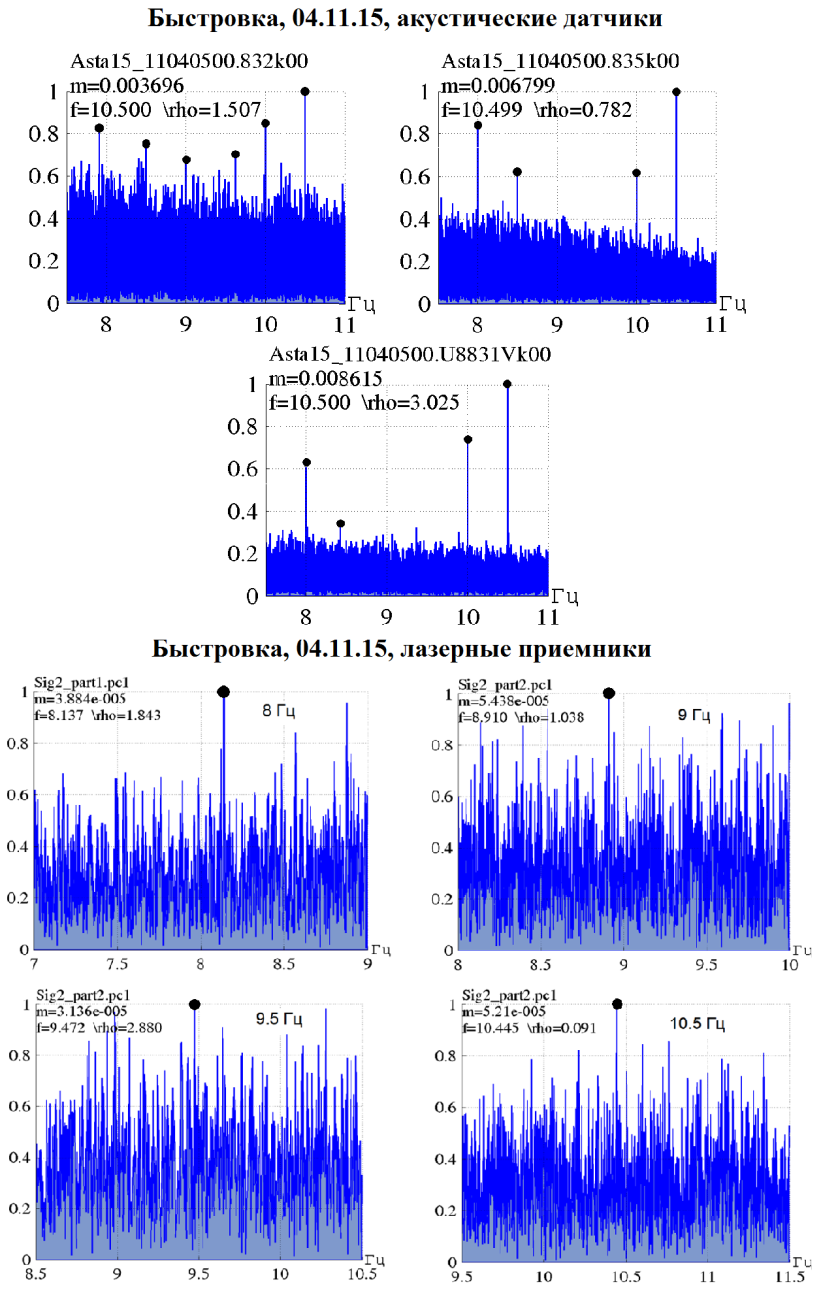 Быстровка, 04.11.15, акустические датчики
Asta15_11040500.832k00
m=0.003696
f=10.500 \rho=1.507
1
0.8
0.6
0.4
0.2
0
8
9
10
11
Гц
Asta15_11040500.835k00
m=0.006799
f=10.499 \rho=0.782
1
0.8
0.6
0.4
0.2
0
8
9
10
11
Гц
Asta15_11040500.U8831Vk00
m=0.008615
f=10.500 \rho=3.025
1
0.8
0.6
0.4
0.2
0
8
9
10
11
Гц
Быстровка, 04.11.15, лазерные приемники
Sig2_part1.pc1
m=3.884e-005
f=8.137 \rho=1.843
8 Гц
1
0.8
0.6
0.4
0.2
0
7
7.5
8
8.5
9
Гц
Sig2_part2.pc1
m=5.438e-005
f=8.910 \rho=1.038
9 Гц
1
0.8
0.6
0.4
0.2
0
8
8.5
9
9.5
10
Гц
Sig2_part2.pc1
m=3.136e-005
f=9.472 \rho=2.880
9.5 Гц
1
0.8
0.6
0.4
0.2
0
8.5
9
9.5
10
10.5
Гц
Sig2_part2.pc1
m=5.21e-005
f=10.445 \rho=0.091
10.5 Гц
1
0.8
0.6
0.4
0.2
0
9.5
10
10.5
11
11.5
Гц